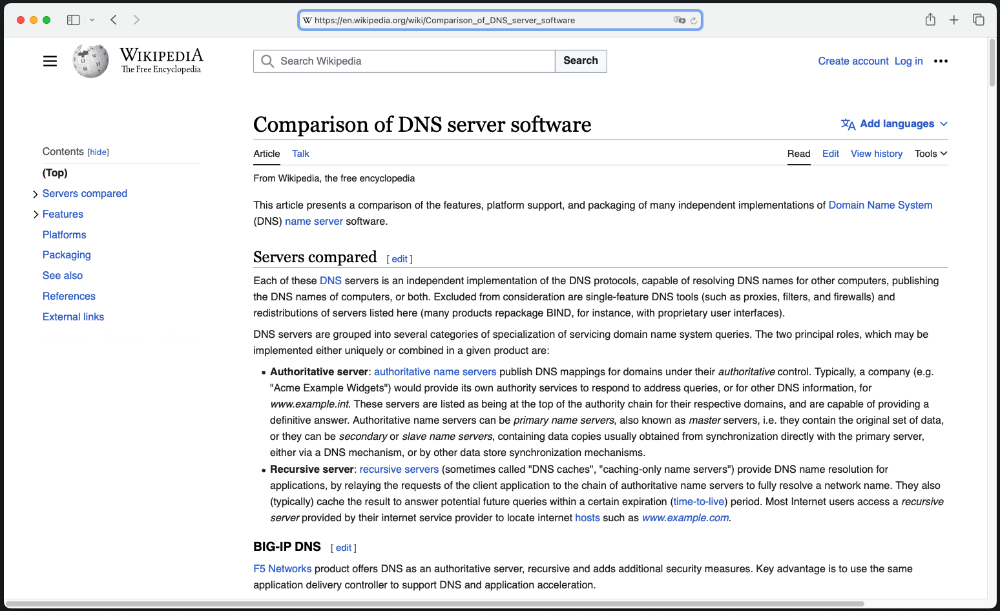 https://en.wikipedia.org/wiki/Comparison_of_DNS_server_software
WIKIPEDIA
The Free Encyclopedia
Search Wikipedia
Search
Create account Log in
Contents [hide]
(Top)
Servers compared
Features
Platforms
Packaging
See also
References
External links
Comparison of DNS server software
Add languages
Article Talk
Read Edit View history Tools
From Wikipedia, the free encyclopedia
This article presents a comparison of the features, platform support, and packaging of many independent implementations of Domain Name System
(DNS) name server software.
Servers compared [ edit ]
Each of these DNS servers is an independent implementation of the DNS protocols, capable of resolving DNS names for other computers, publishing
the DNS names of computers, or both. Excluded from consideration are single-feature DNS tools (such as proxies, filters, and firewalls) and
redistributions of servers listed here (many products repackage BIND, for instance, with proprietary user interfaces).
DNS servers are grouped into several categories of specialization of servicing domain name system queries. The two principal roles, which may be
implemented either uniquely or combined in a given product are:
• Authoritative server: authoritative name servers publish DNS mappings for domains under their authoritative control. Typically, a company (e.g.
"Acme Example Widgets") would provide its own authority services to respond to address queries, or for other DNS information, for
www.example.int. These servers are listed as being at the top of the authority chain for their respective domains, and are capable of providing a
definitive answer. Authoritative name servers can be primary name servers, also known as master servers, i.e. they contain the original set of data,
or they can be secondary or slave name servers, containing data copies usually obtained from synchronization directly with the primary server,
either via a DNS mechanism, or by other data store synchronization mechanisms.
• Recursive server: recursive servers (sometimes called "DNS caches", "caching-only name servers") provide DNS name resolution for
applications, by relaying the requests of the client application to the chain of authoritative name servers to fully resolve a network name. They also
(typically) cache the result to answer potential future queries within a certain expiration (time-to-live) period. Most Internet users access a recursive
server provided by their internet service provider to locate internet hosts such as www.example.com.
BIG-IP DNS [ edit ]
F5 Networks product offers DNS as an authoritative server, recursive and adds additional security measures. Key advantage is to use the same
application delivery controller to support DNS and application acceleration.